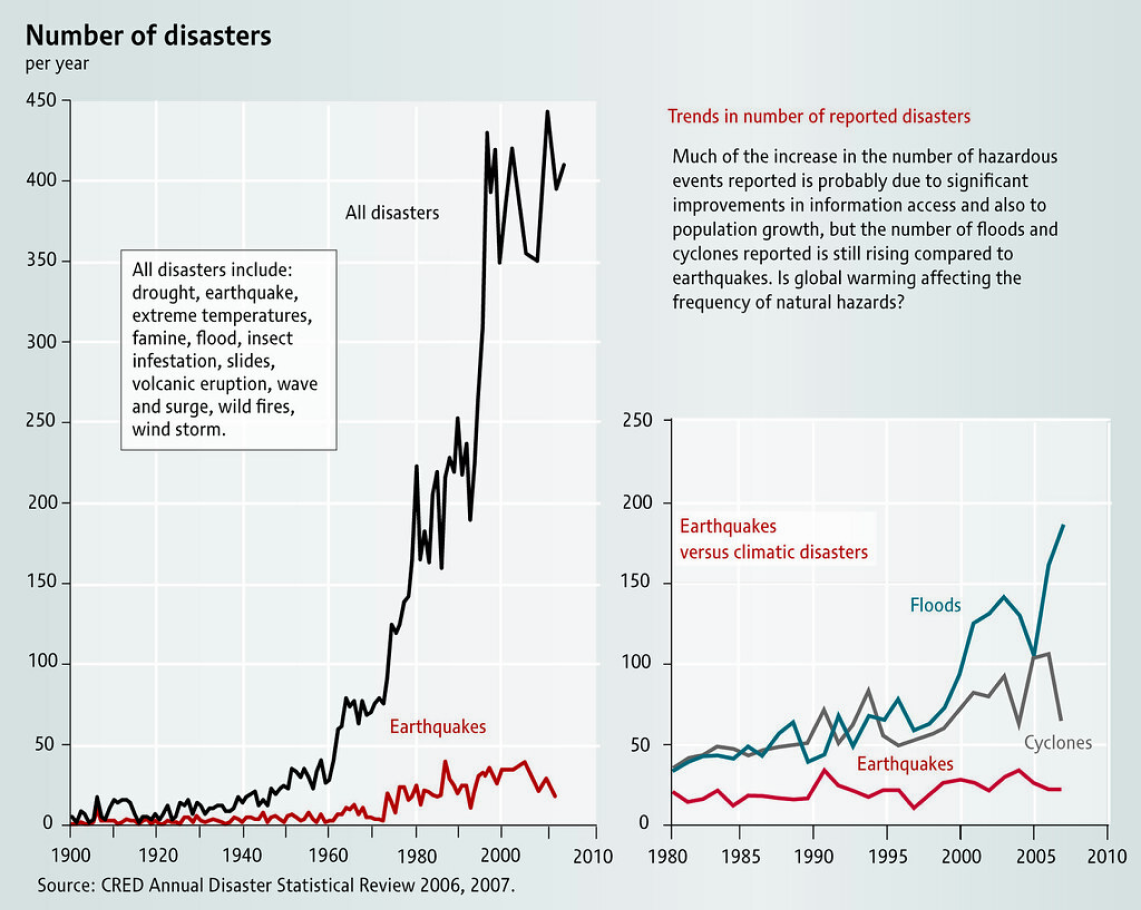 Number of disasters
per year
450
400
350
300
250
200
150
100
50
0
1900
1920
1940
1960
1980
2000
2010
All disasters
All disasters include:
drought, earthquake,
extreme temperatures,
famine, flood, insect
infestation, slides,
volcanic eruption, wave
and surge, wild fires,
wind storm.
Earthquakes
Trends in number of reported disasters
Much of the increase in the number of hazardous
events reported is probably due to significant
improvements in information access and also to
population growth, but the number of floods and
cyclones reported is still rising compared to
earthquakes. Is global warming affecting the
frequency of natural hazards?
250
200
150
100
50
0
1980
1985
1990
1995
2000
2005
2010
Earthquakes
versus climatic disasters
Floods
Cyclones
Earthquakes
Source: CRED Annual Disaster Statistical Review 2006, 2007.